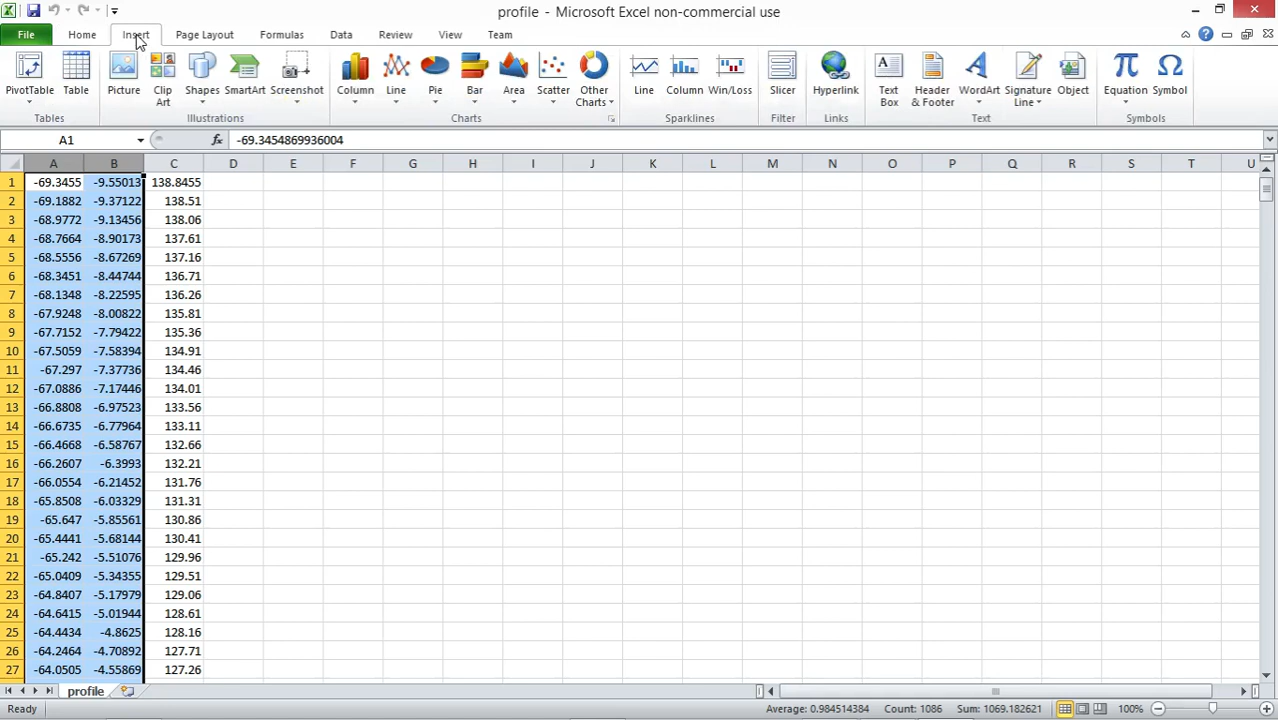 profile - Microsoft Excel non-commercial use
File Home Insert Page Layout Formulas Data Review View Team
PivotTable Table Picture Clip Art Shapes SmartArt Screenshot Column Line Pie Bar Area Scatter Other Charts Line Column Win/Loss Slicer Hyperlink Text Box Header & Footer WordArt Signature Line Object Equation Symbol
Tables Illustrations Charts Sparklines Filter Links Text Symbols
A1 fx -69.3454869936004
A B C D E F G H I J K L M N O P Q R S T U
1 -69.3455 -9.55013 138.8455
2 -69.1882 -9.37122 138.51
3 -68.9772 -9.13456 138.06
4 -68.7664 -8.90173 137.61
5 -68.5556 -8.67269 137.16
6 -68.3451 -8.44744 136.71
7 -68.1348 -8.22595 136.26
8 -67.9248 -8.00822 135.81
9 -67.7152 -7.79422 135.36
10 -67.5059 -7.58394 134.91
11 -67.297 -7.37736 134.46
12 -67.0886 -7.17446 134.01
13 -66.8808 -6.97523 133.56
14 -66.6735 -6.77964 133.11
15 -66.4668 -6.58767 132.66
16 -66.2607 -6.3993 132.21
17 -66.0554 -6.21452 131.76
18 -65.8508 -6.03329 131.31
19 -65.647 -5.85561 130.86
20 -65.4441 -5.68144 130.41
21 -65.242 -5.51076 129.96
22 -65.0409 -5.34355 129.51
23 -64.8407 -5.17979 129.06
24 -64.6415 -5.01944 128.61
25 -64.4434 -4.8625 128.16
26 -64.2464 -4.70892 127.71
27 -64.0505 -4.55869 127.26
profile
Ready Average: 0.984514384 Count: 1086 Sum: 1069.182621 100%